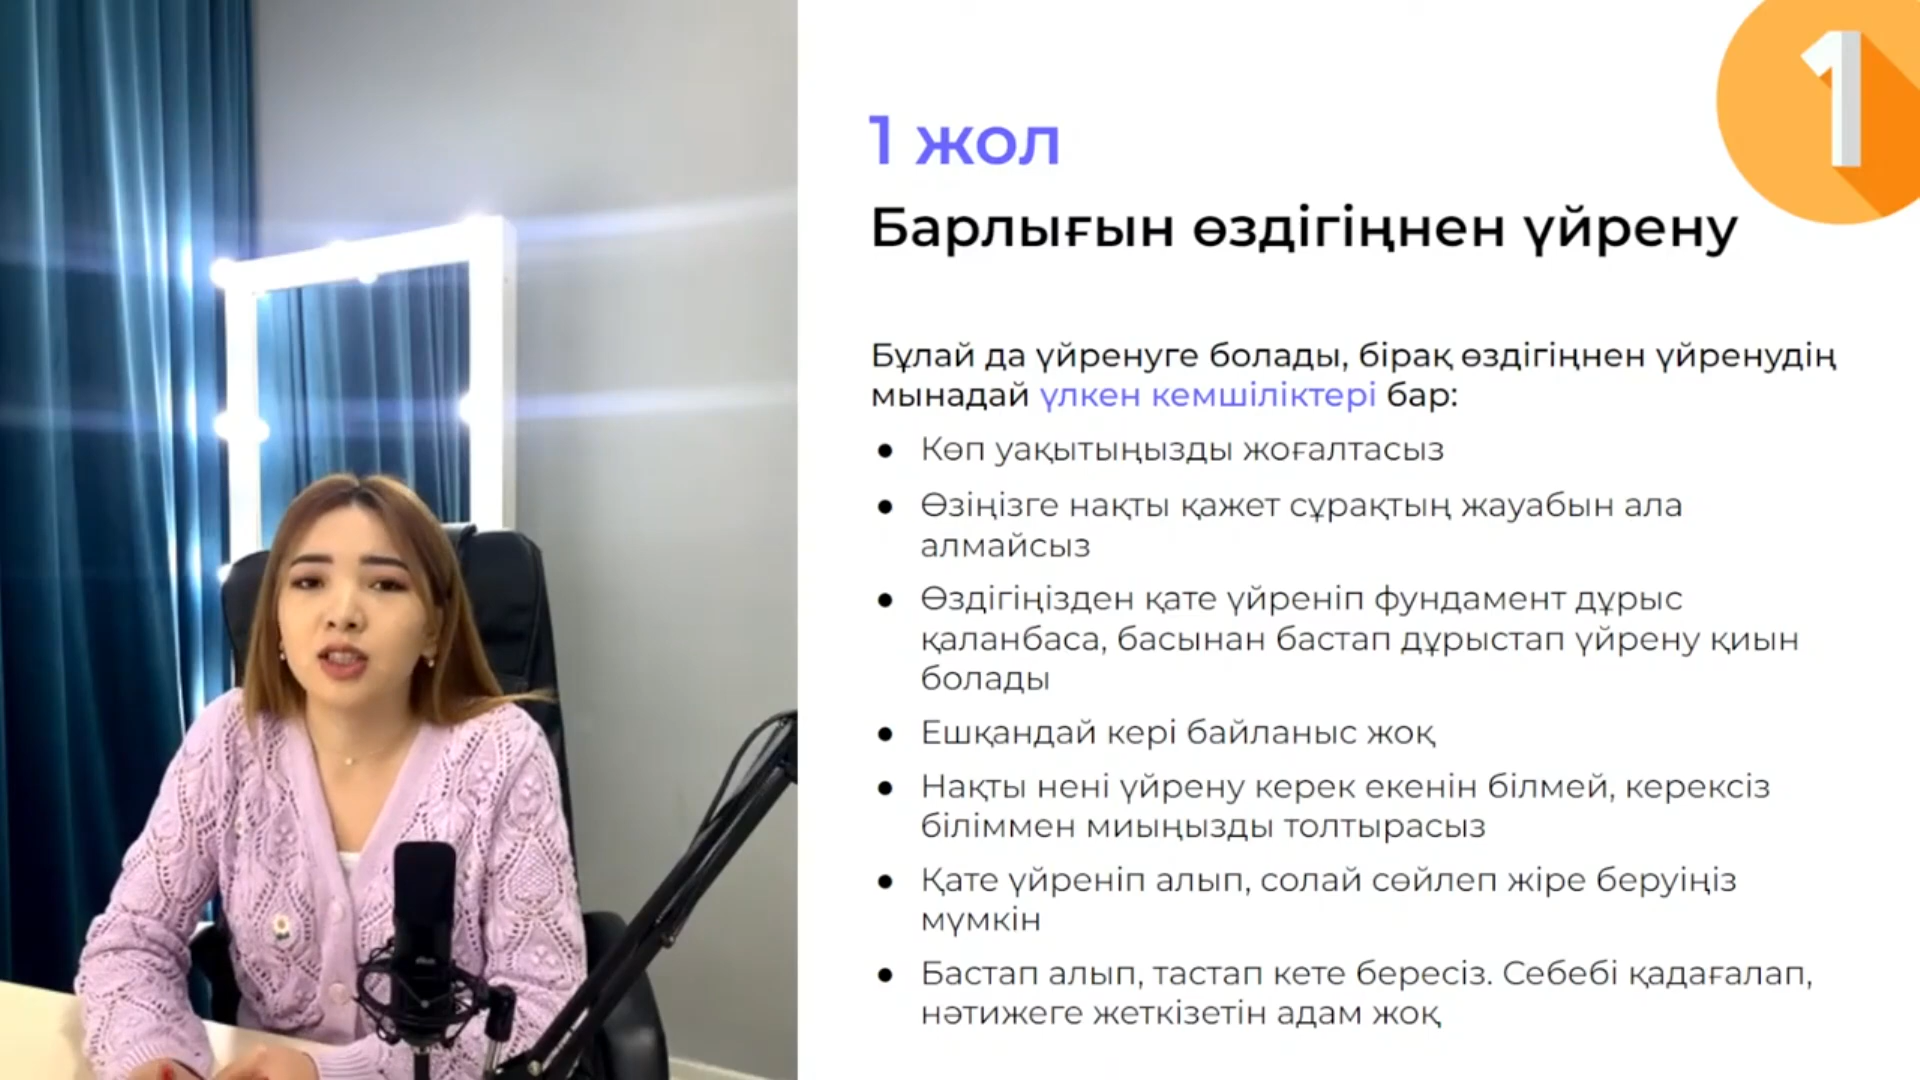 1
1 жол
Барлығын өздігіңнен үйрену
Бұлай да үйренуге болады, бірақ өздігіңнен үйренудің
мынадай үлкен кемшіліктері бар:
● Көп уақытыңызды жоғалтасыз
● Өзіңізге нақты қажет сұрақтың жауабын ала
алмайсыз
● Өздігіңізден қате үйреніп фундамент дұрыс
қаланбаса, басынан бастап дұрыстап үйрену қиын
болады
● Ешқандай кері байланыс жоқ
● Нақты нені үйрену керек екенін білмей, керексіз
біліммен миыңызды толтырасыз
● Қате үйреніп алып, солай сөйлеп жіре беруіңіз
мүмкін
● Бастап алып, тастап кете бересіз. Себебі қадағалап,
нәтижеге жеткізетін адам жоқ